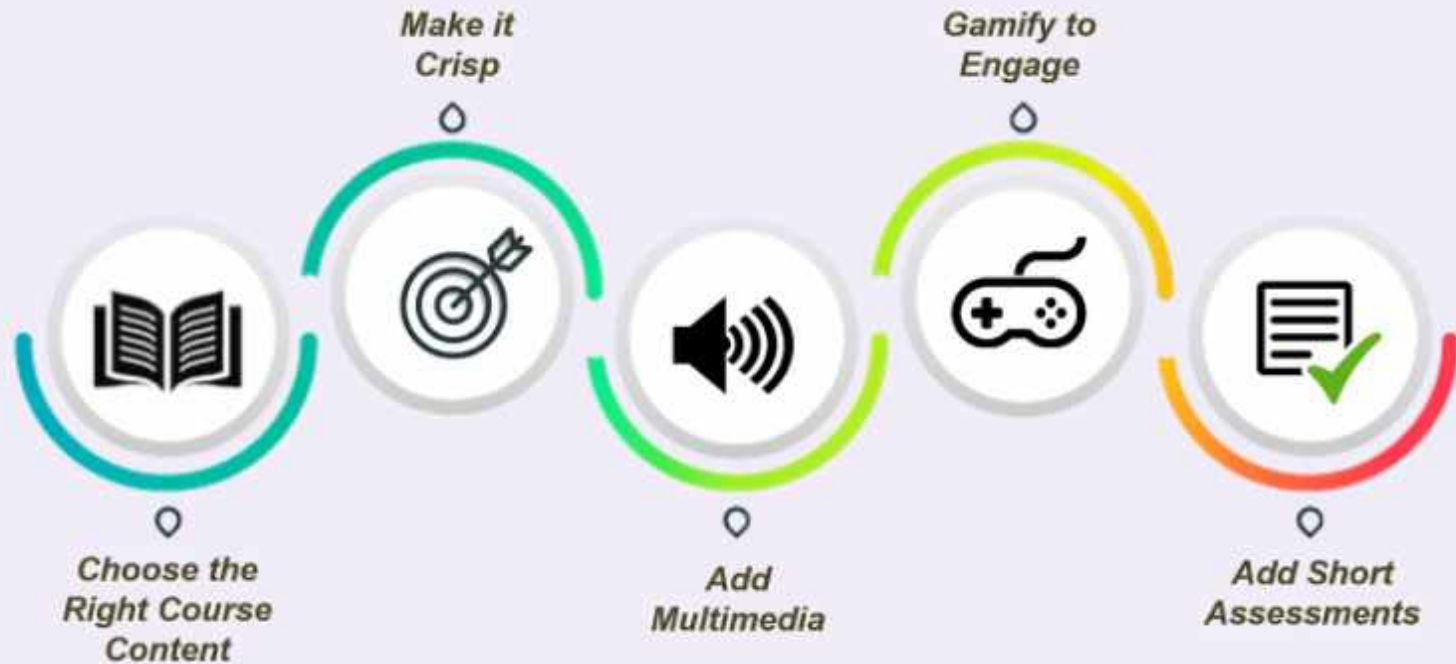 Choose the
Right Course
Content
Make it
Crisp
Add
Multimedia
Gamify to
Engage
Add Short
Assessments